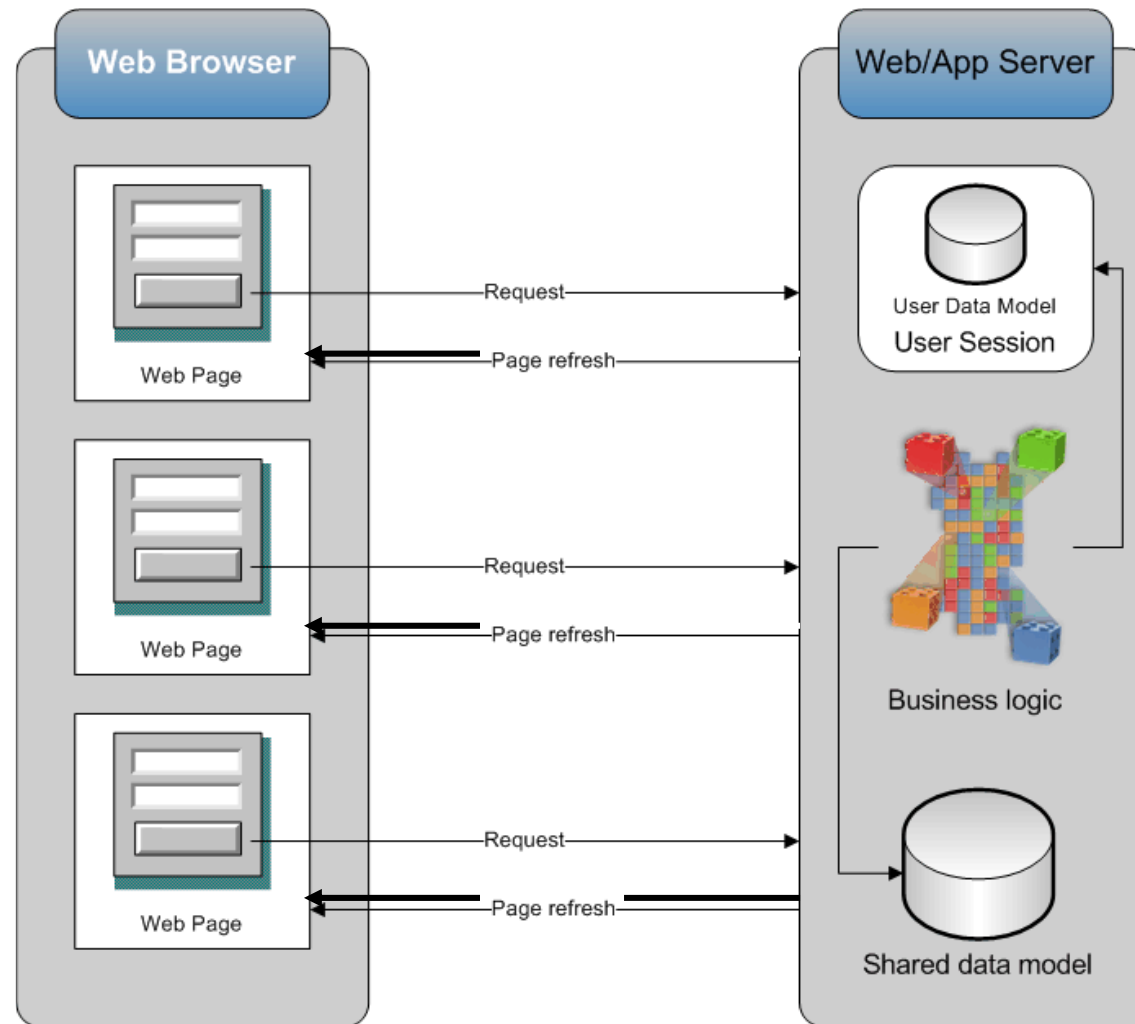 Web Browser
Web/App Server
User Data Model
User Session
Request
Page refresh
Web Page
Request
Page refresh
Web Page
Business logic
Request
Page refresh
Web Page
Shared data model